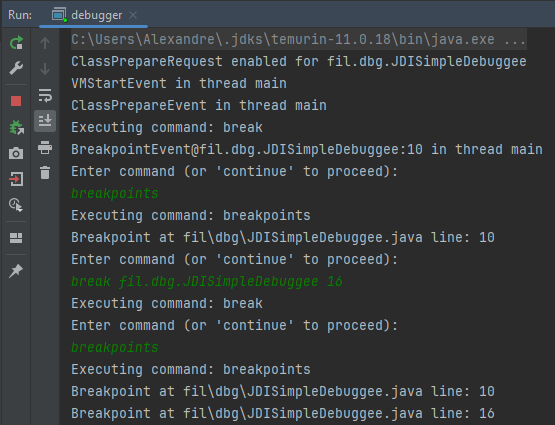 Run: debugger
C:\Users\Alexandre\.jdks\temurin-11.0.18\bin\java.exe ...
ClassPrepareRequest enabled for fil.dbg.JDISimpleDebuggee
VMStartEvent in thread main
ClassPrepareEvent in thread main
Executing command: break
BreakpointEvent@fil.dbg.JDISimpleDebuggee:10 in thread main
Enter command (or 'continue' to proceed):
breakpoints
Executing command: breakpoints
Breakpoint at fil\dbg\JDISimpleDebuggee.java line: 10
Enter command (or 'continue' to proceed):
break fil.dbg.JDISimpleDebuggee 16
Executing command: break
Enter command (or 'continue' to proceed):
breakpoints
Executing command: breakpoints
Breakpoint at fil\dbg\JDISimpleDebuggee.java line: 10
Breakpoint at fil\dbg\JDISimpleDebuggee.java line: 16